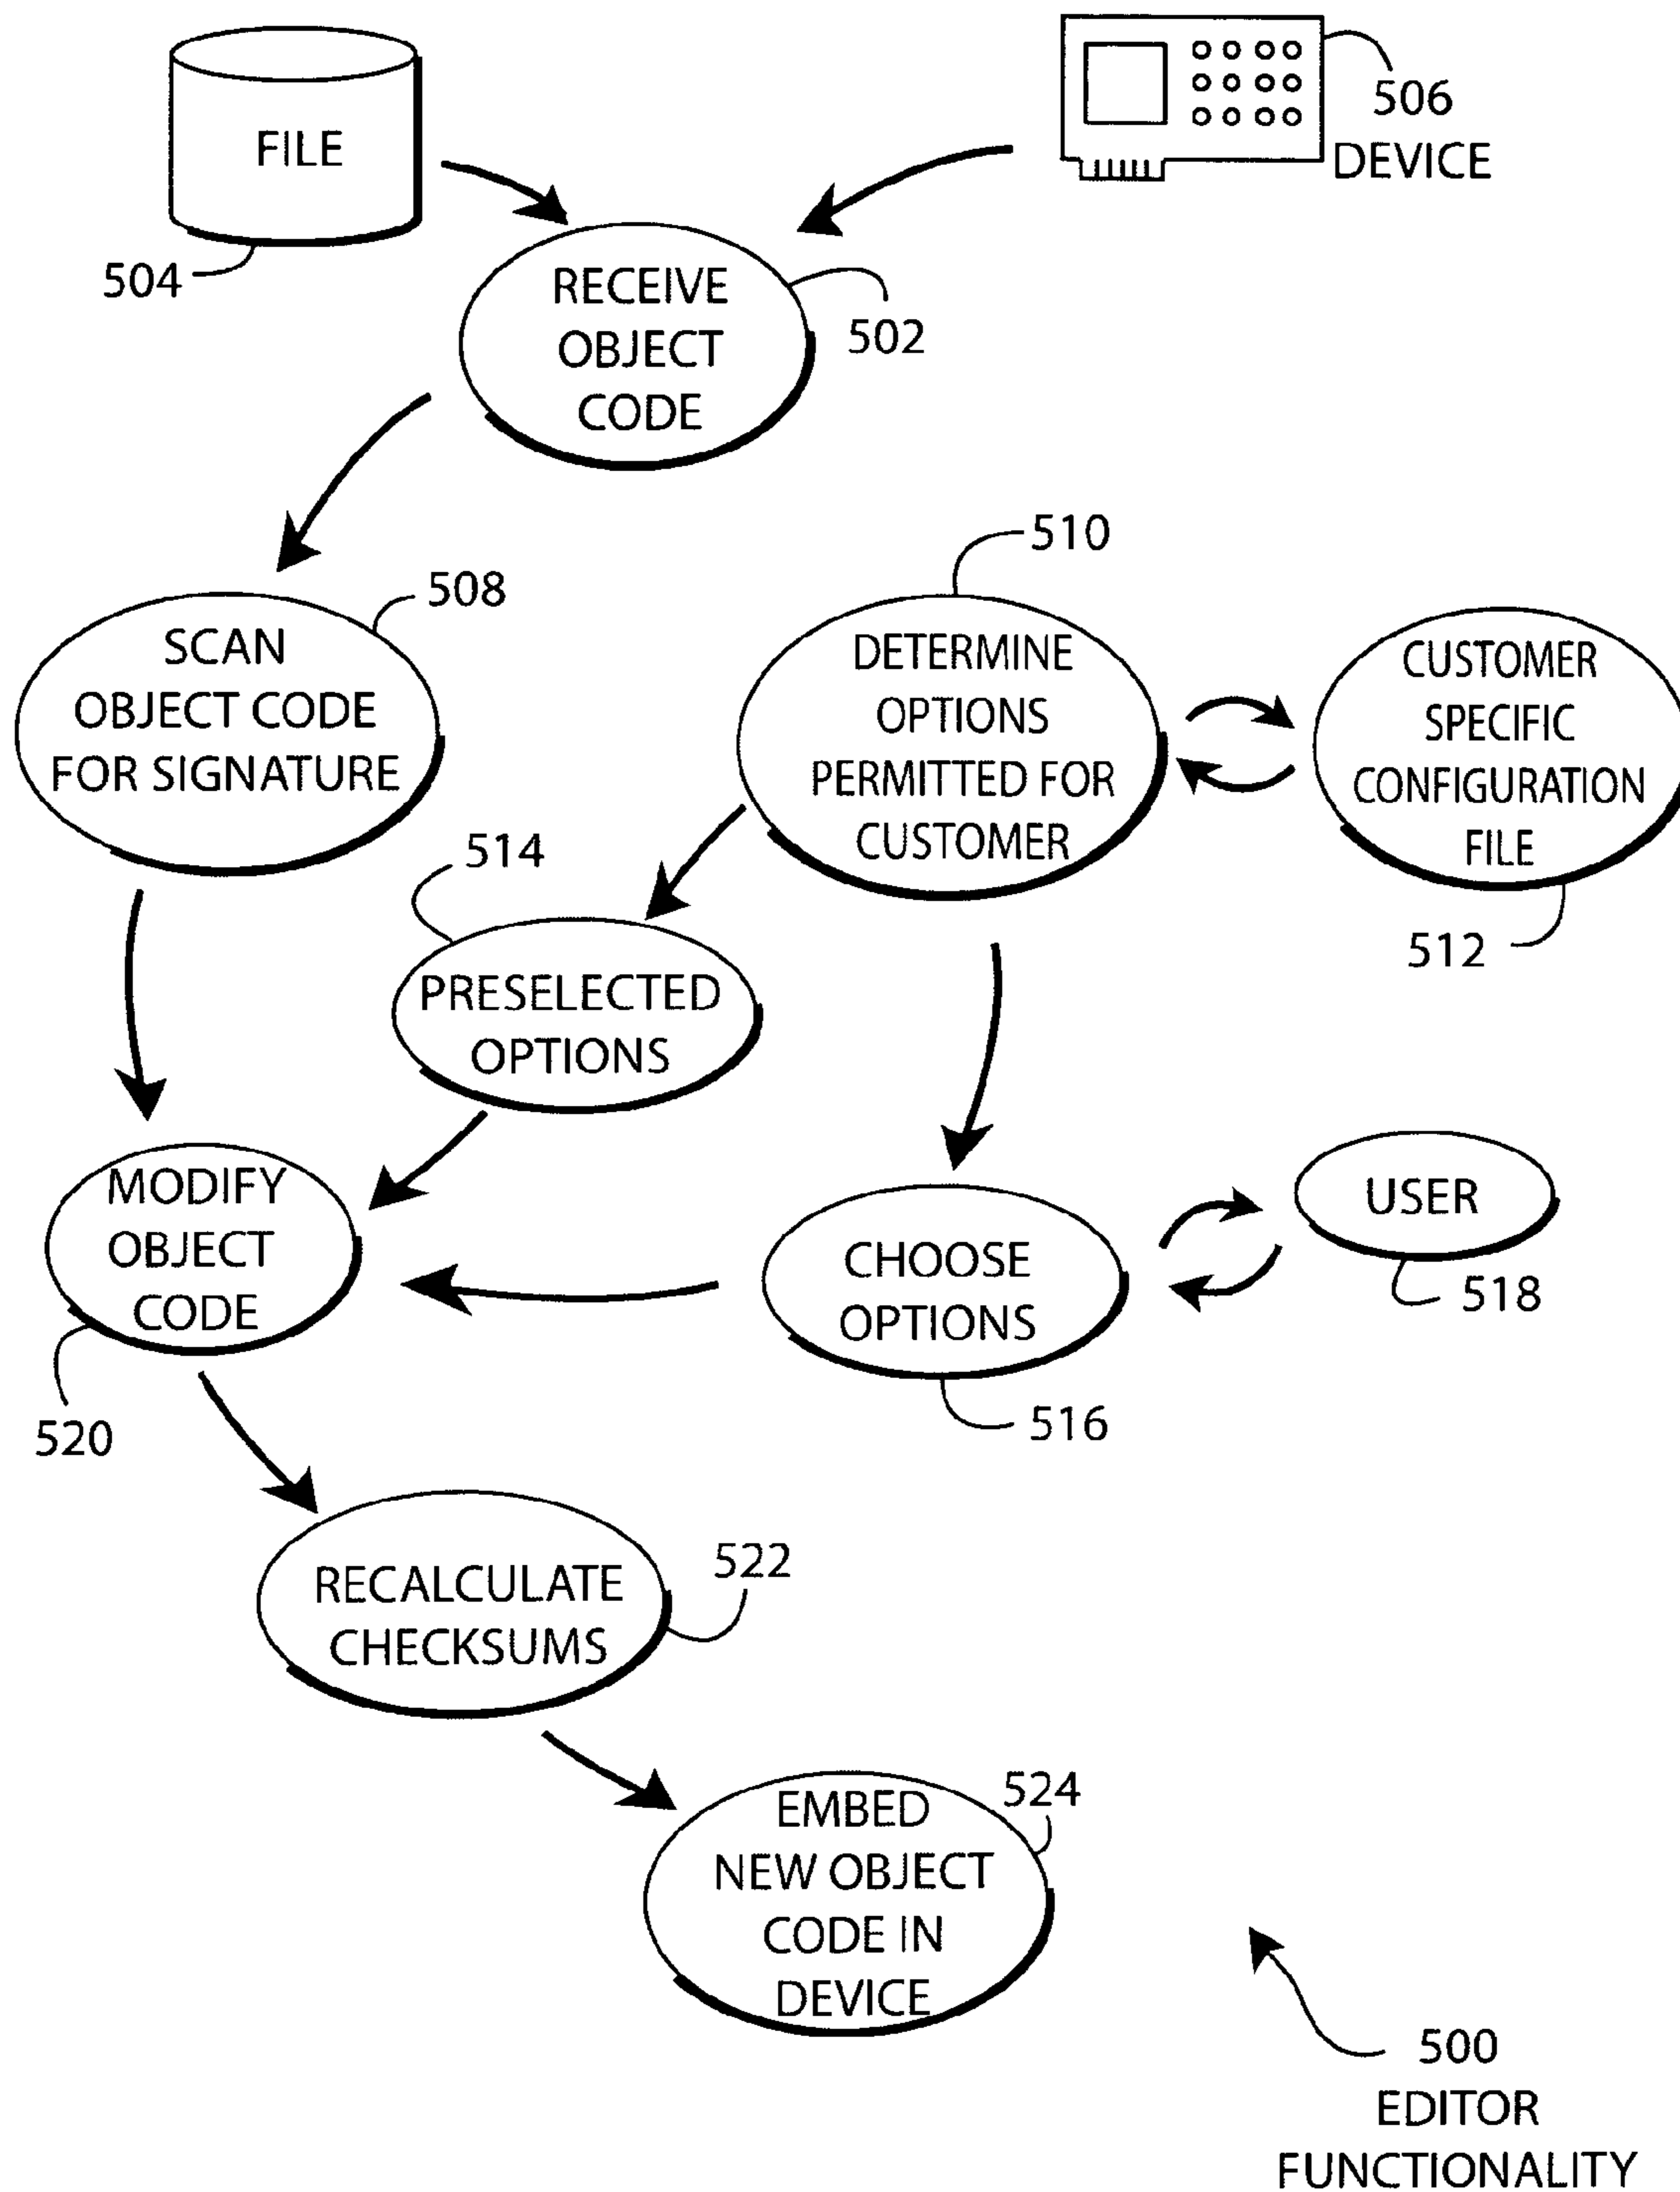 FILE
504
506
DEVICE
RECEIVE
OBJECT
CODE
502
508
SCAN
OBJECT CODE
FOR SIGNATURE
510
DETERMINE
OPTIONS
PERMITTED FOR
CUSTOMER
CUSTOMER
SPECIFIC
CONFIGURATION
FILE
512
514
PRESELECTED
OPTIONS
MODIFY
OBJECT
CODE
520
CHOOSE
OPTIONS
516
USER
518
RECALCULATE
CHECKSUMS
522
EMBED
NEW OBJECT
CODE IN
DEVICE
524
500
EDITOR
FUNCTIONALITY